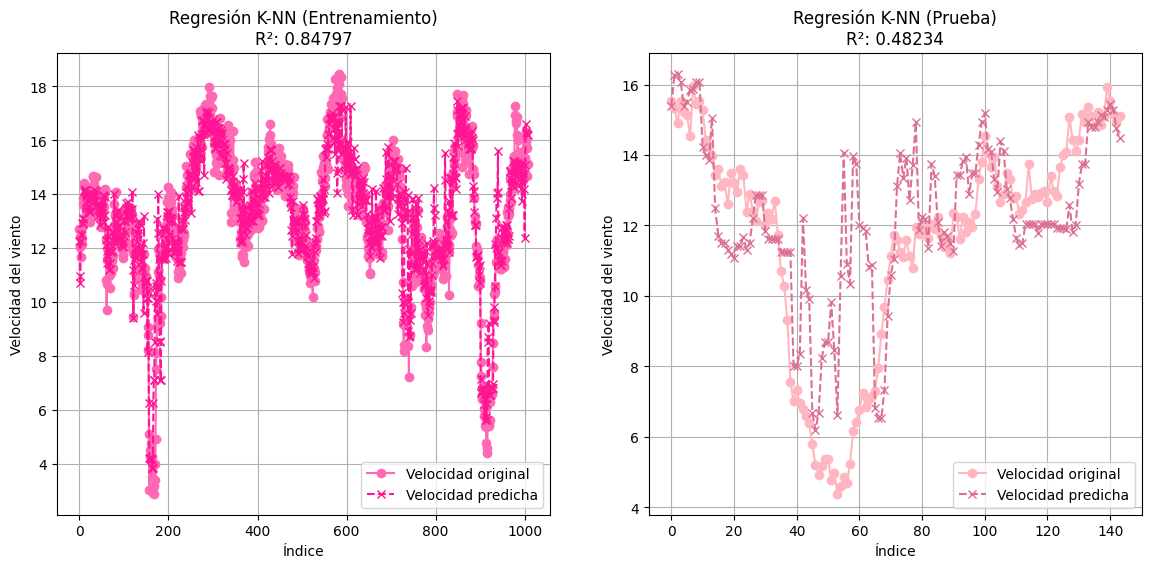 Regresión K-NN (Entrenamiento)
R²: 0.84797
Velocidad del viento
18
16
14
12
10
8
6
4
0
200
400
600
800
1000
Índice
Velocidad original
Velocidad predicha
Regresión K-NN (Prueba)
R²: 0.48234
Velocidad del viento
16
14
12
10
8
6
4
0
20
40
60
80
100
120
140
Índice
Velocidad original
Velocidad predicha